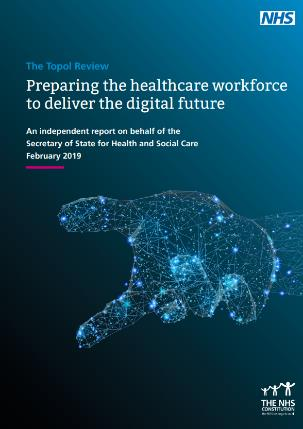 NHS
The Topol Review
Preparing the healthcare workforce
to deliver the digital future
An independent report on behalf of the
Secretary of State for Health and Social Care
February 2019
THE NHS
CONSTITUTION